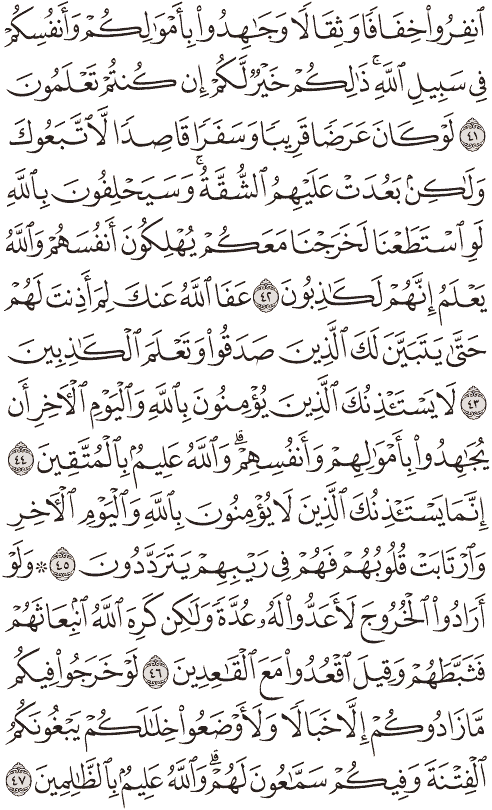 ٱنفِرُوا۟ خِفَافًا وَثِقَالًا وَجَٰهِدُوا۟ بِأَمْوَٰلِكُمْ وَأَنفُسِكُمْ
فِى سَبِيلِ ٱللَّهِ ۚ ذَٰلِكُمْ خَيْرٌ لَّكُمْ إِن كُنتُمْ تَعْلَمُونَ
﴿٤١﴾ لَوْ كَانَ عَرَضًا قَرِيبًا وَسَفَرًا قَاصِدًا لَّٱتَّبَعُوكَ
وَلَٰكِنۢ بَعُدَتْ عَلَيْهِمُ ٱلشُّقَّةُ ۚ وَسَيَحْلِفُونَ بِٱللَّهِ
لَوِ ٱسْتَطَعْنَا لَخَرَجْنَا مَعَكُمْ يُهْلِكُونَ أَنفُسَهُمْ وَٱللَّهُ
يَعْلَمُ إِنَّهُمْ لَكَٰذِبُونَ ﴿٤٢﴾ عَفَا ٱللَّهُ عَنكَ لِمَ أَذِنتَ لَهُمْ
حَتَّىٰ يَتَبَيَّنَ لَكَ ٱلَّذِينَ صَدَقُوا۟ وَتَعْلَمَ ٱلْكَٰذِبِينَ
﴿٤٣﴾ لَا يَسْتَـْٔذِنُكَ ٱلَّذِينَ يُؤْمِنُونَ بِٱللَّهِ وَٱلْيَوْمِ ٱلْءَاخِرِ أَن
يُجَٰهِدُوا۟ بِأَمْوَٰلِهِمْ وَأَنفُسِهِمْ ۗ وَٱللَّهُ عَلِيمٌۢ بِٱلْمُتَّقِينَ ﴿٤٤﴾
إِنَّمَا يَسْتَـْٔذِنُكَ ٱلَّذِينَ لَا يُؤْمِنُونَ بِٱللَّهِ وَٱلْيَوْمِ ٱلْءَاخِرِ
وَٱرْتَابَتْ قُلُوبُهُمْ فَهُمْ فِى رَيْبِهِمْ يَتَرَدَّدُونَ ﴿٤٥﴾ * وَلَوْ
أَرَادُوا۟ ٱلْخُرُوجَ لَأَعَدُّوا۟ لَهُۥ عُدَّةً وَلَٰكِن كَرِهَ ٱللَّهُ ٱنۢبِعَاثَهُمْ
فَثَبَّطَهُمْ وَقِيلَ ٱقْعُدُوا۟ مَعَ ٱلْقَٰعِدِينَ ﴿٤٦﴾ لَوْ خَرَجُوا۟ فِيكُم
مَّا زَادُوكُمْ إِلَّا خَبَالًا وَلَأَوْضَعُوا۟ خِلَٰلَكُمْ يَبْغُونَكُمُ
ٱلْفِتْنَةَ وَفِيكُمْ سَمَّٰعُونَ لَهُمْ ۗ وَٱللَّهُ عَلِيمٌۢ بِٱلظَّٰلِمِينَ ﴿٤٧﴾